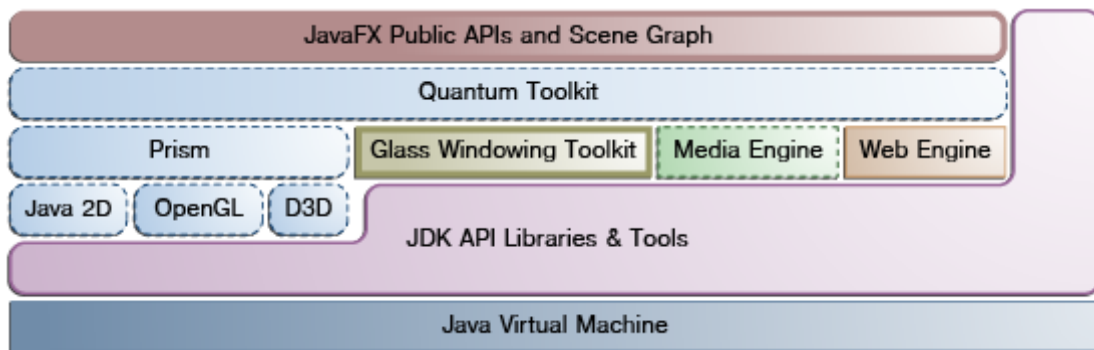 JavaFX Public APIs and Scene Graph
Quantum Toolkit
Prism
Glass Windowing Toolkit
Media Engine
Web Engine
Java 2D
OpenGL
D3D
JDK API Libraries & Tools
Java Virtual Machine